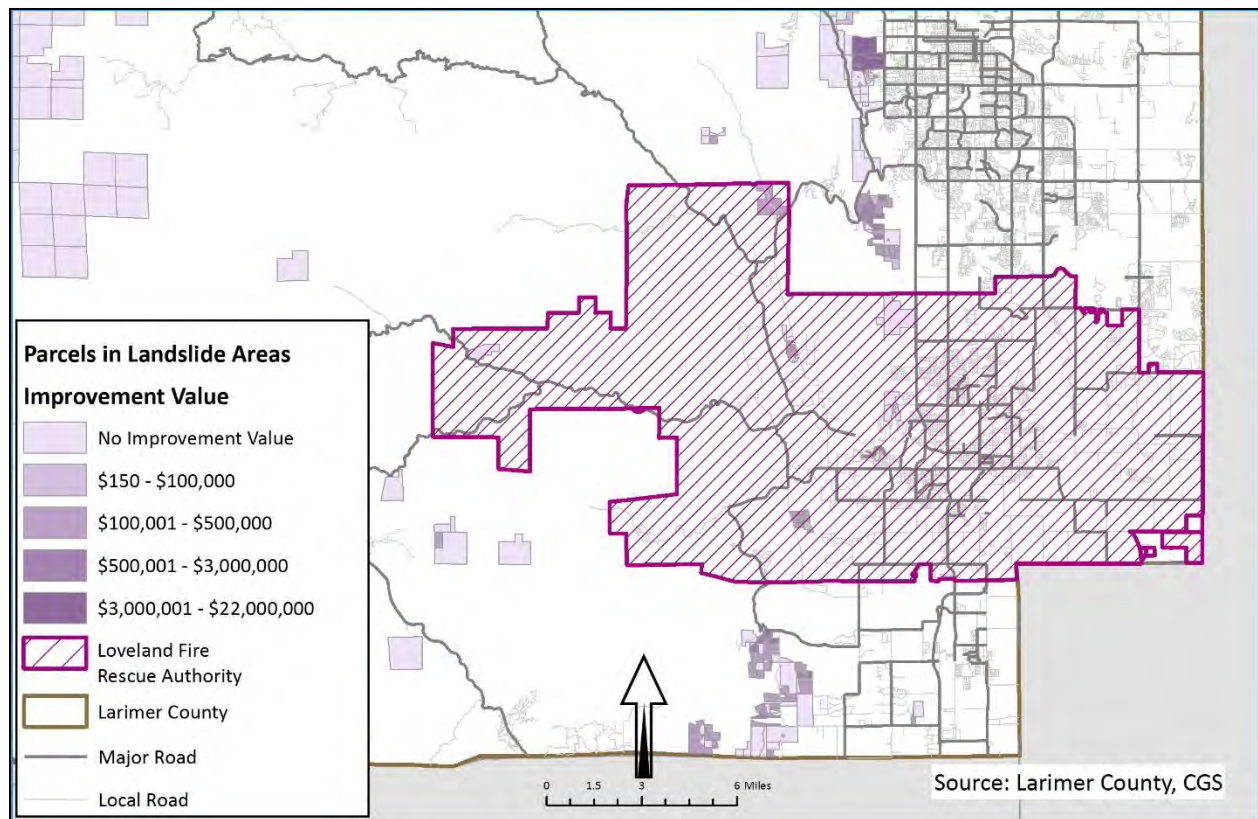 Parcels in Landslide Areas
Improvement Value
No Improvement Value
$150 - $100,000
$100,001 - $500,000
$500,001 - $3,000,000
$3,000,001 - $22,000,000
Loveland Fire
Rescue Authority
Larimer County
Major Road
Local Road
0 1.5 3 6 Miles
Source: Larimer County, CGS